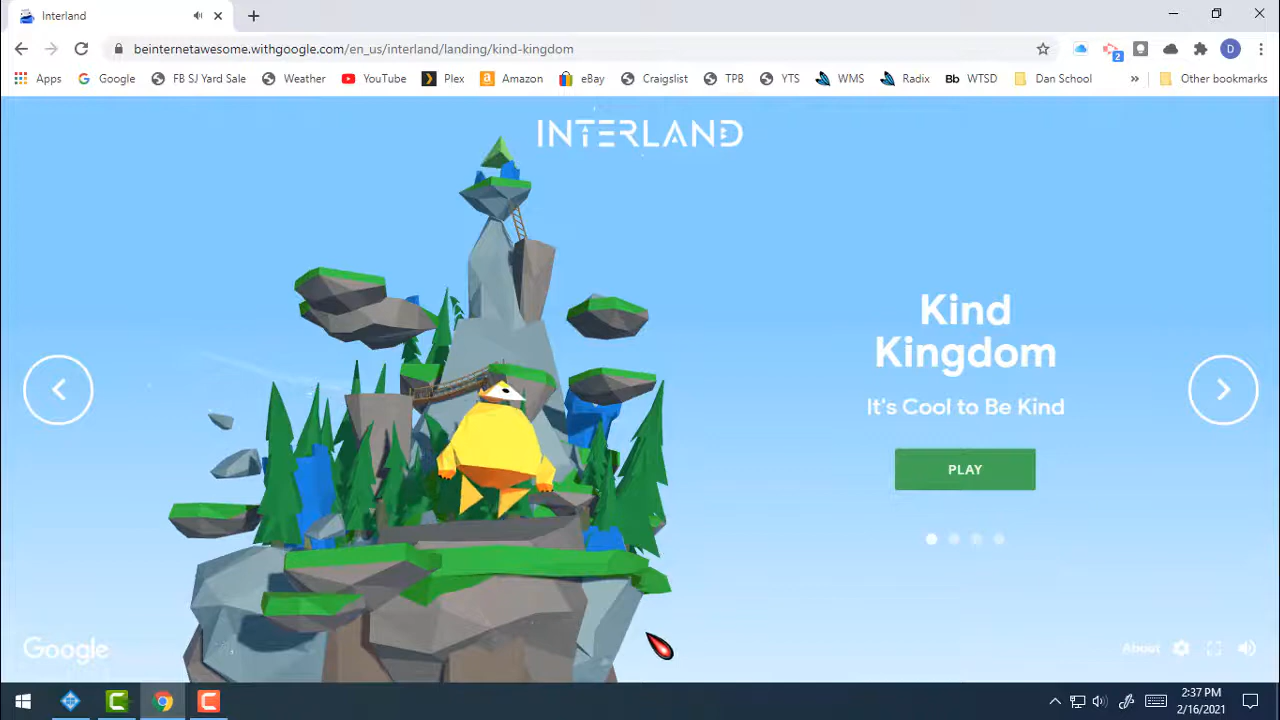 Interland
beinternetawesome.withgoogle.com/en_us/interland/landing/kind-kingdom
D
2
Apps Google FB SJ Yard Sale Weather YouTube Plex Amazon eBay Craigslist TPB YTS WMS Radix Bb WTSD Dan School » Other bookmarks
INTERLAND
Kind
Kingdom
It's Cool to Be Kind
PLAY
Google
About
2:37 PM
2/16/2021